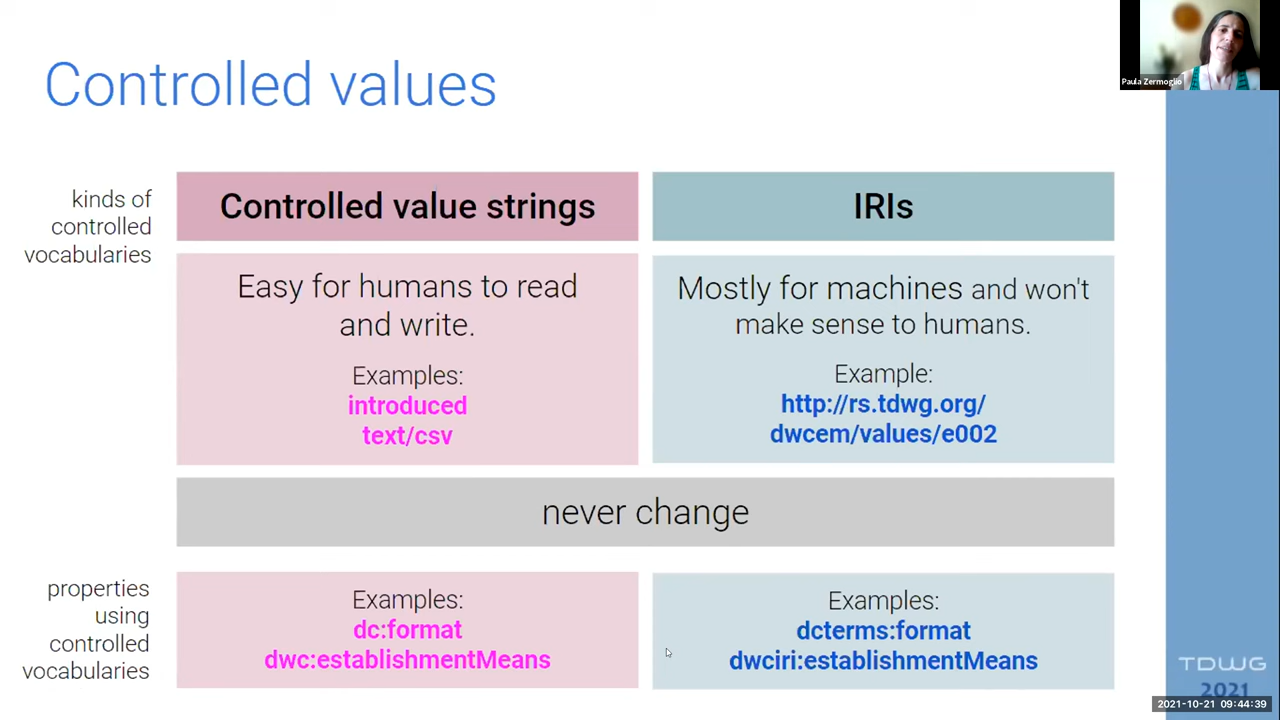 Controlled values
Paula Zermoglio
kinds of
controlled
vocabularies
Controlled value strings
IRIs
Easy for humans to read
and write.
Examples:
introduced
text/csv
Mostly for machines and won't
make sense to humans.
Example:
http://rs.tdwg.org/
dwcem/values/e002
never change
properties
using
controlled
vocabularies
Examples:
dc:format
dwc:establishmentMeans
Examples:
dcterms:format
dwciri:establishmentMeans
TDWG
2021
2021-10-21 09:44:39